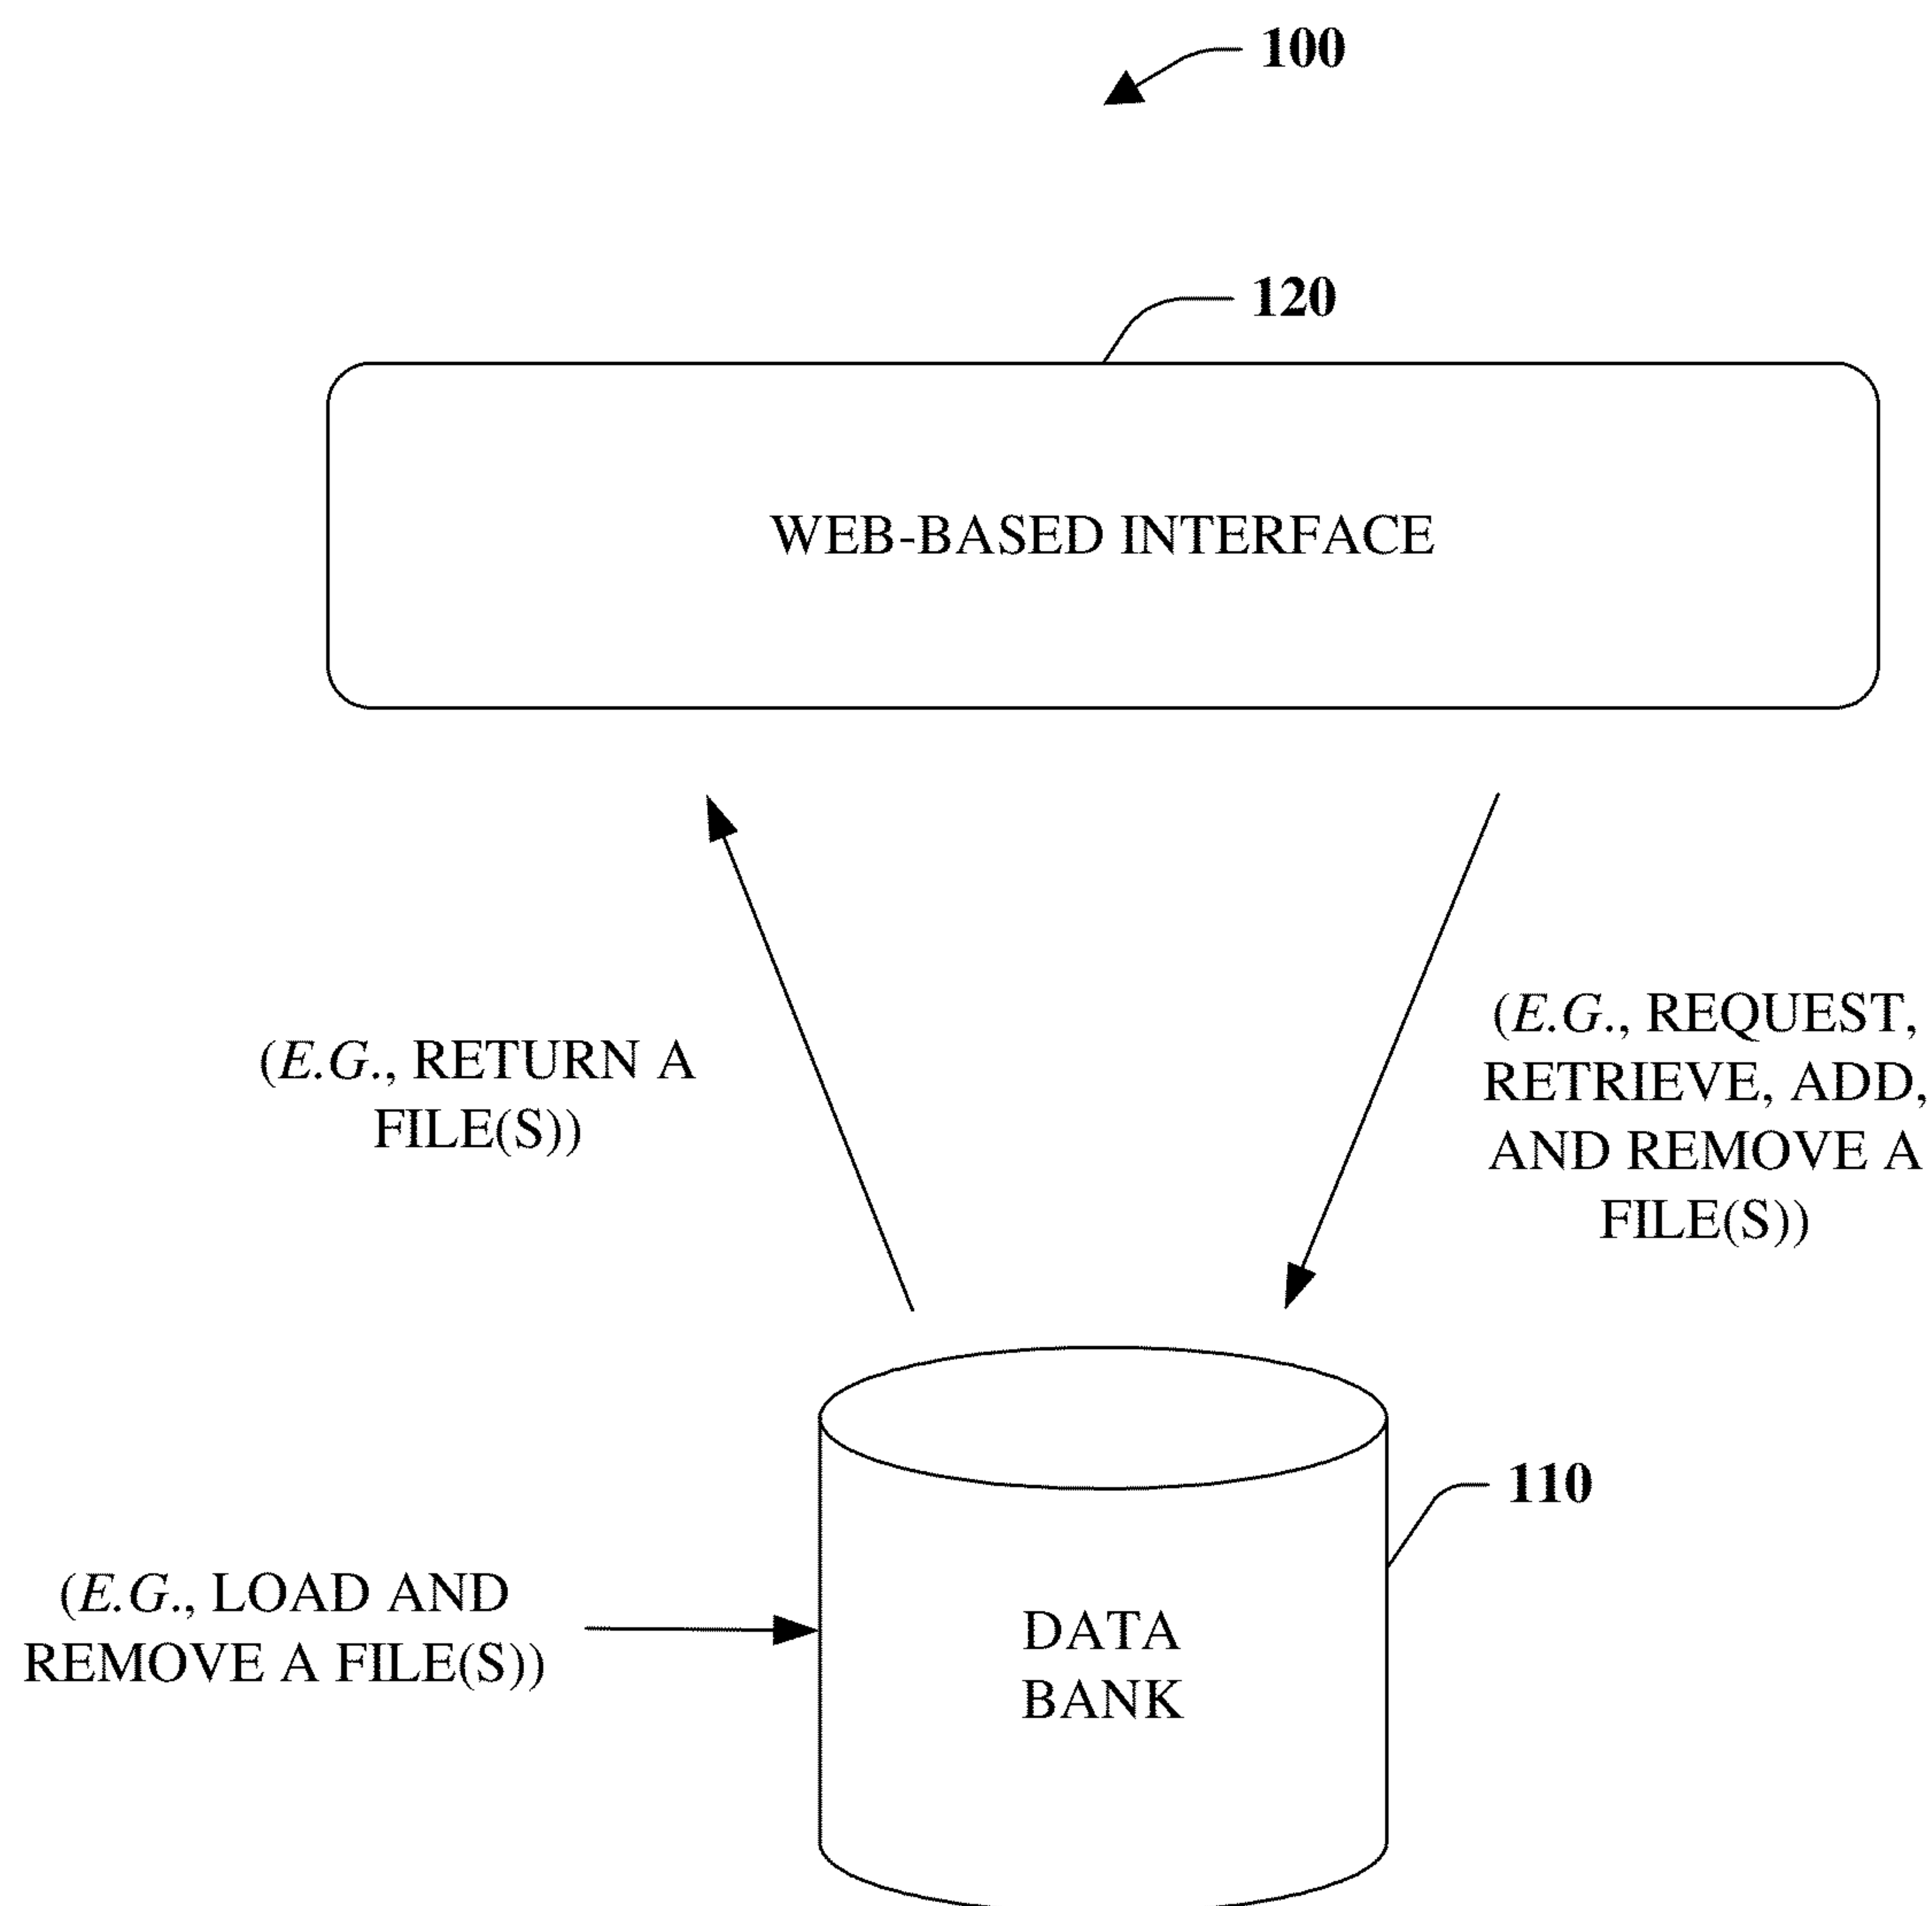 100
120
WEB-BASED INTERFACE
(E.G., RETURN A
FILE(S))
(E.G., REQUEST,
RETRIEVE, ADD,
AND REMOVE A
FILE(S))
110
(E.G., LOAD AND
REMOVE A FILE(S))
DATA
BANK